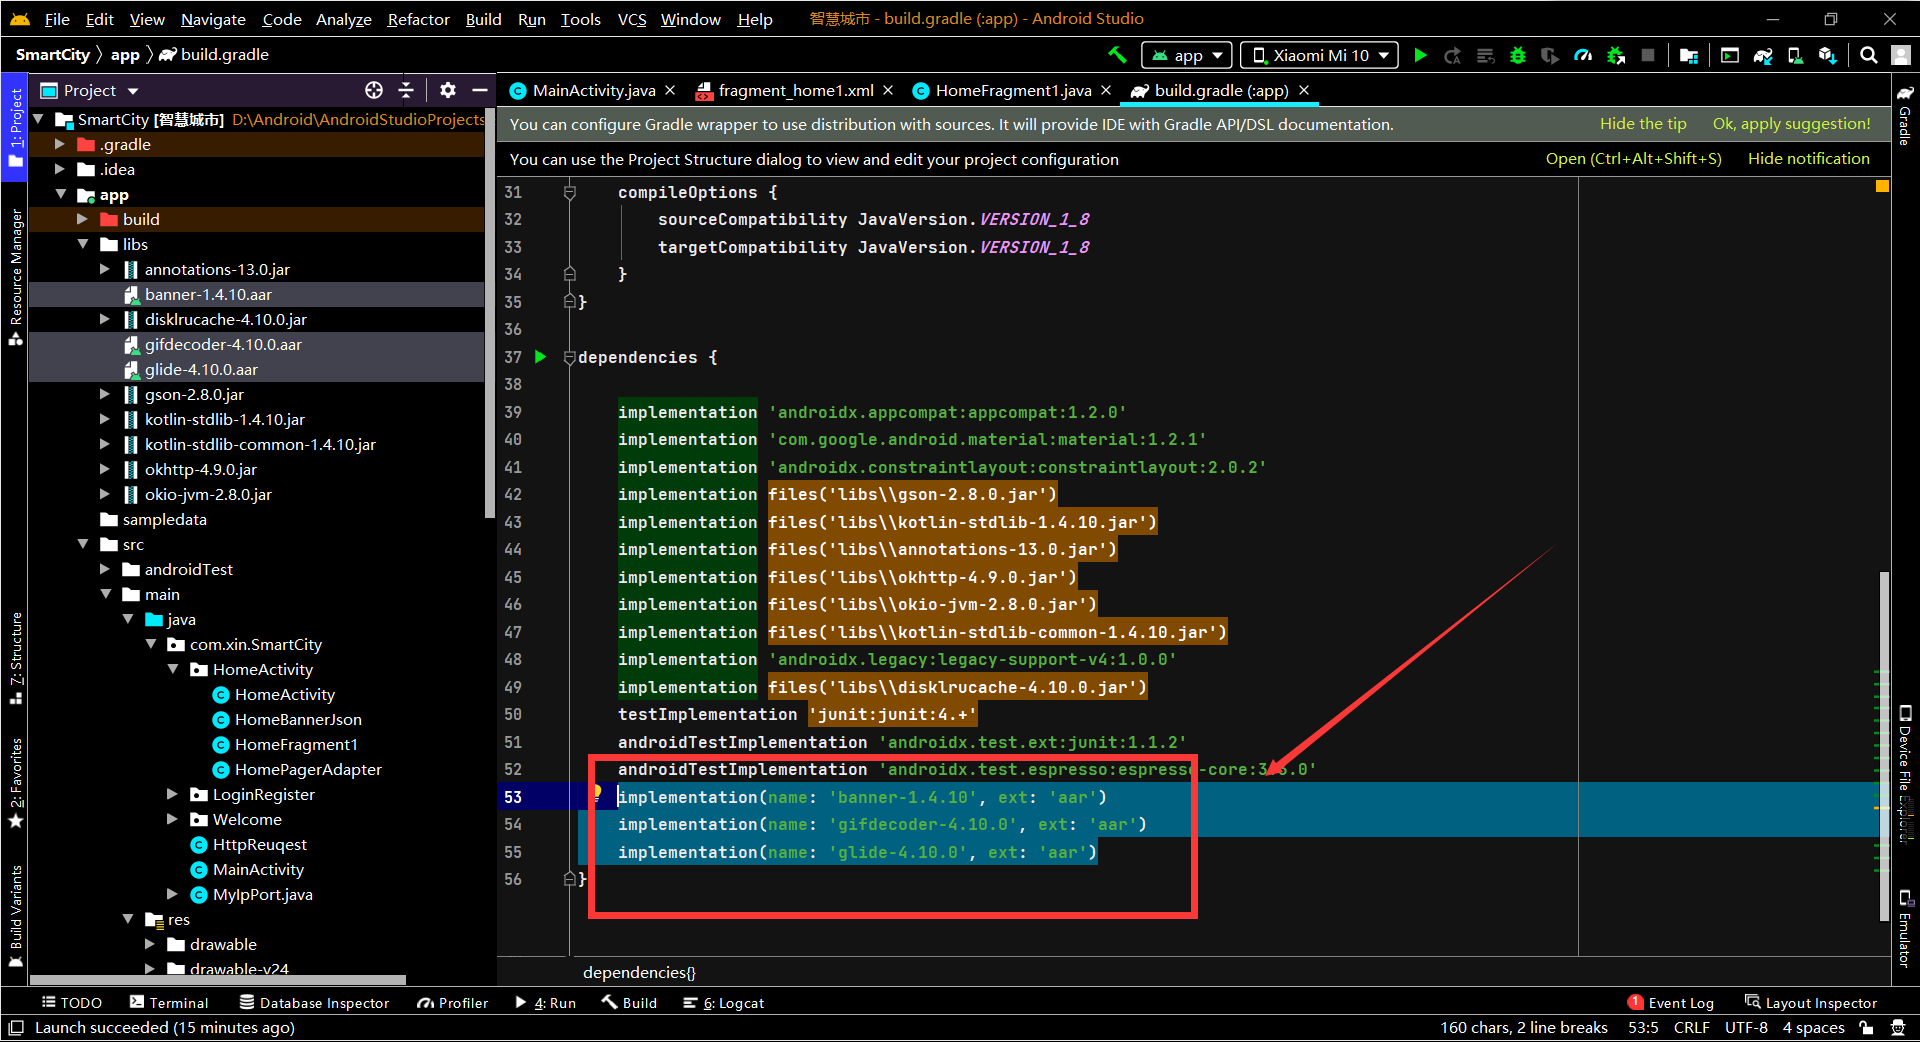 File Edit View Navigate Code Analyze Refactor Build Run Tools VCS Window Help 智慧城市 - build.gradle (:app) - Android Studio
SmartCity app build.gradle
app Xiaomi Mi 10
Project
MainActivity.java fragment_home1.xml HomeFragment1.java build.gradle (:app)
You can configure Gradle wrapper to use distribution with sources. It will provide IDE with Gradle API/DSL documentation. Hide the tip Ok, apply suggestion!
You can use the Project Structure dialog to view and edit your project configuration Open (Ctrl+Alt+Shift+S) Hide notification
1: Project
Resource Manager
7: Structure
2: Favorites
Build Variants
SmartCity [智慧城市] D:\Android\AndroidStudioProjects
.gradle
.idea
app
build
libs
annotations-13.0.jar
banner-1.4.10.aar
disklrucache-4.10.0.jar
gifdecoder-4.10.0.aar
glide-4.10.0.aar
gson-2.8.0.jar
kotlin-stdlib-1.4.10.jar
kotlin-stdlib-common-1.4.10.jar
okhttp-4.9.0.jar
okio-jvm-2.8.0.jar
sampledata
src
androidTest
main
java
com.xin.SmartCity
HomeActivity
HomeActivity
HomeBannerJson
HomeFragment1
HomePagerAdapter
LoginRegister
Welcome
HttpReuqest
MainActivity
MyIpPort.java
res
drawable
drawable-v24
31 compileOptions {
32 sourceCompatibility JavaVersion.VERSION_1_8
33 targetCompatibility JavaVersion.VERSION_1_8
34 }
35 }
36
37 dependencies {
38
39 implementation 'androidx.appcompat:appcompat:1.2.0'
40 implementation 'com.google.android.material:material:1.2.1'
41 implementation 'androidx.constraintlayout:constraintlayout:2.0.2'
42 implementation files('libs\\gson-2.8.0.jar')
43 implementation files('libs\\kotlin-stdlib-1.4.10.jar')
44 implementation files('libs\\annotations-13.0.jar')
45 implementation files('libs\\okhttp-4.9.0.jar')
46 implementation files('libs\\okio-jvm-2.8.0.jar')
47 implementation files('libs\\kotlin-stdlib-common-1.4.10.jar')
48 implementation 'androidx.legacy:legacy-support-v4:1.0.0'
49 implementation files('libs\\disklrucache-4.10.0.jar')
50 testImplementation 'junit:junit:4.+'
51 androidTestImplementation 'androidx.test.ext:junit:1.1.2'
52 androidTestImplementation 'androidx.test.espresso:espresso-core:3.3.0'
53 implementation(name: 'banner-1.4.10', ext: 'aar')
54 implementation(name: 'gifdecoder-4.10.0', ext: 'aar')
55 implementation(name: 'glide-4.10.0', ext: 'aar')
56 }
dependencies{}
Gradle
Device File Explorer
Emulator
TODO Terminal Database Inspector Profiler 4: Run Build 6: Logcat 1 Event Log Layout Inspector
Launch succeeded (15 minutes ago) 160 chars, 2 line breaks 53:5 CRLF UTF-8 4 spaces